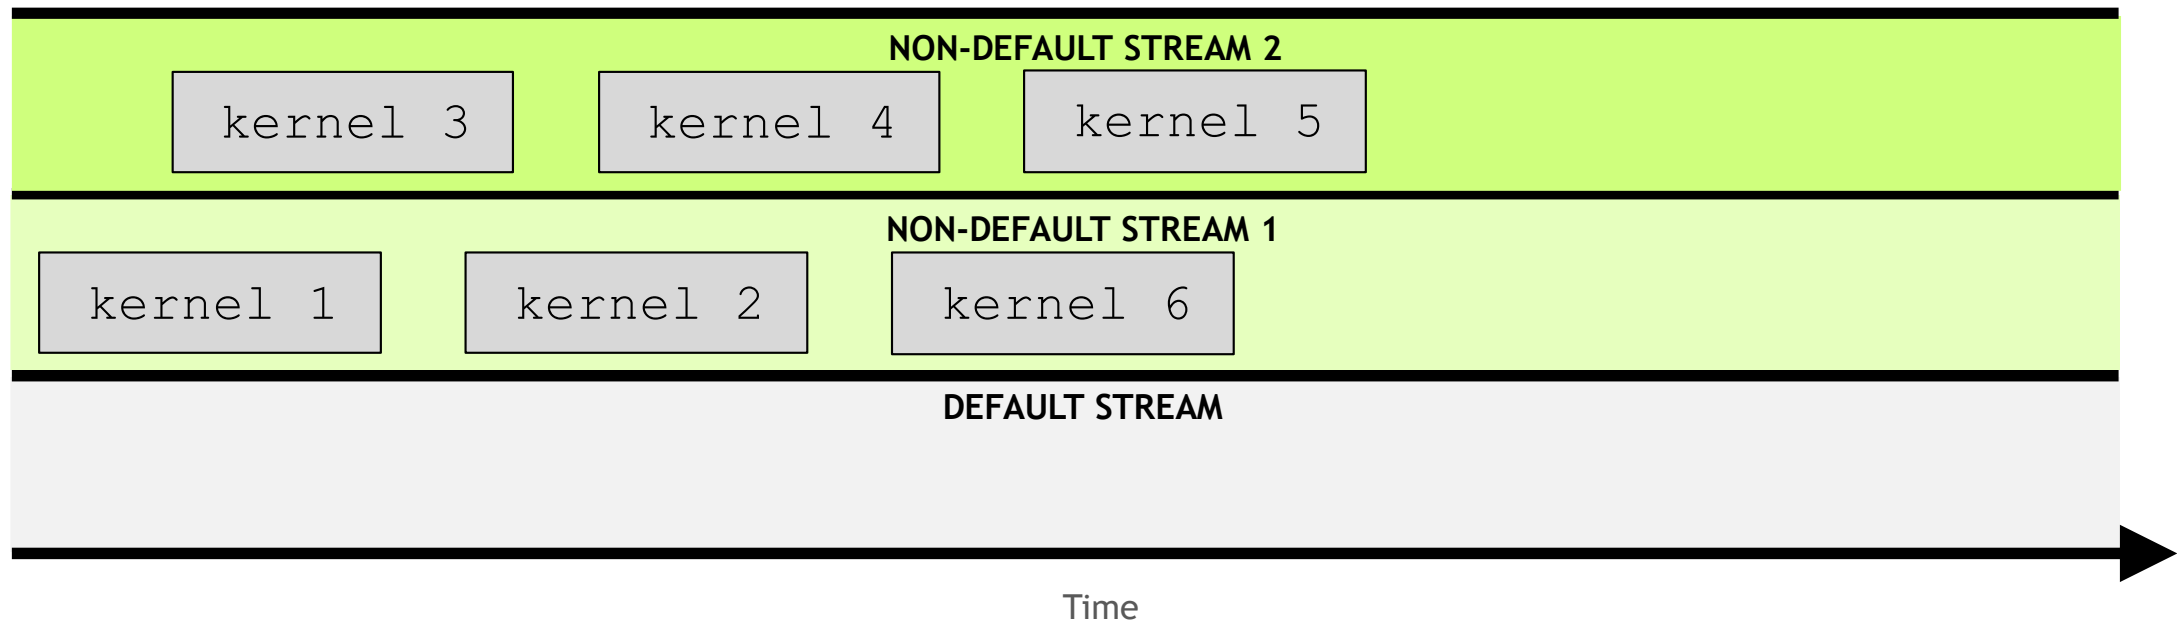 NON-DEFAULT STREAM 2
kernel 3
kernel 4
kernel 5
NON-DEFAULT STREAM 1
kernel 1
kernel 2
kernel 6
DEFAULT STREAM
Time